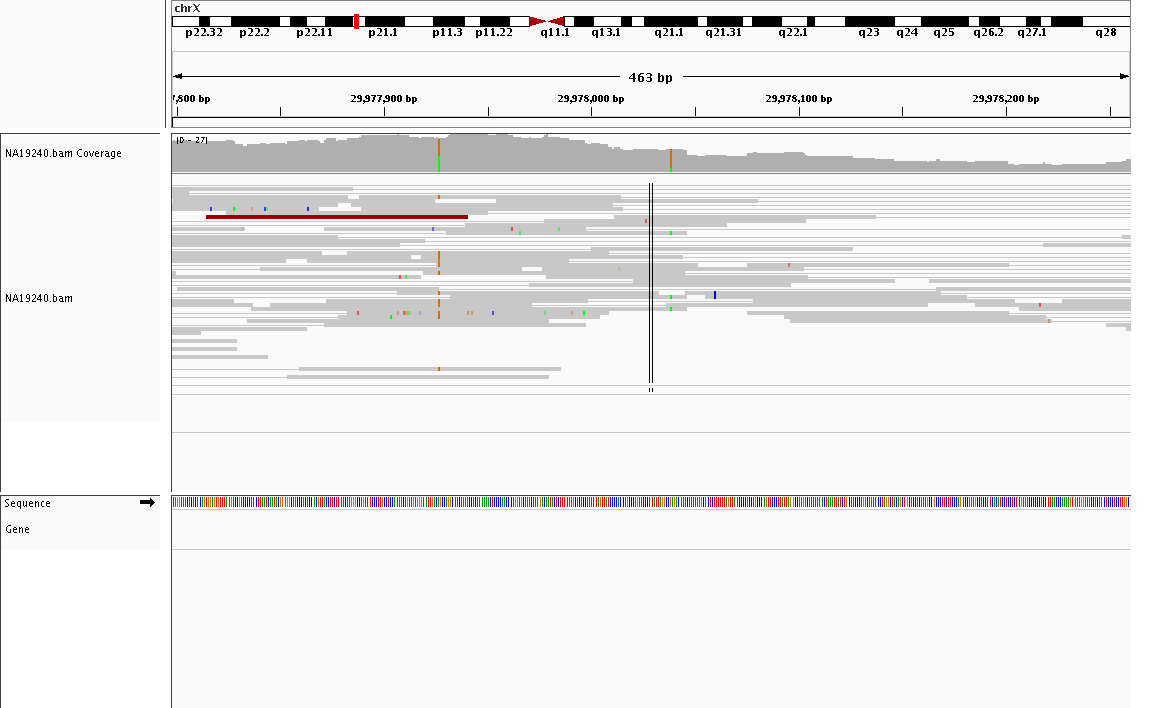 chrX
p22.32 p22.2 p22.11 p21.1 p11.3 p11.22 q11.1 q13.1 q21.1 q21.31 q22.1 q23 q24 q25 q26.2 q27.1 q28
463 bp
7,800 bp 29,977,900 bp 29,978,000 bp 29,978,100 bp 29,978,200 bp
[0 - 27]
NA19240.bam Coverage
NA19240.bam
Sequence
Gene